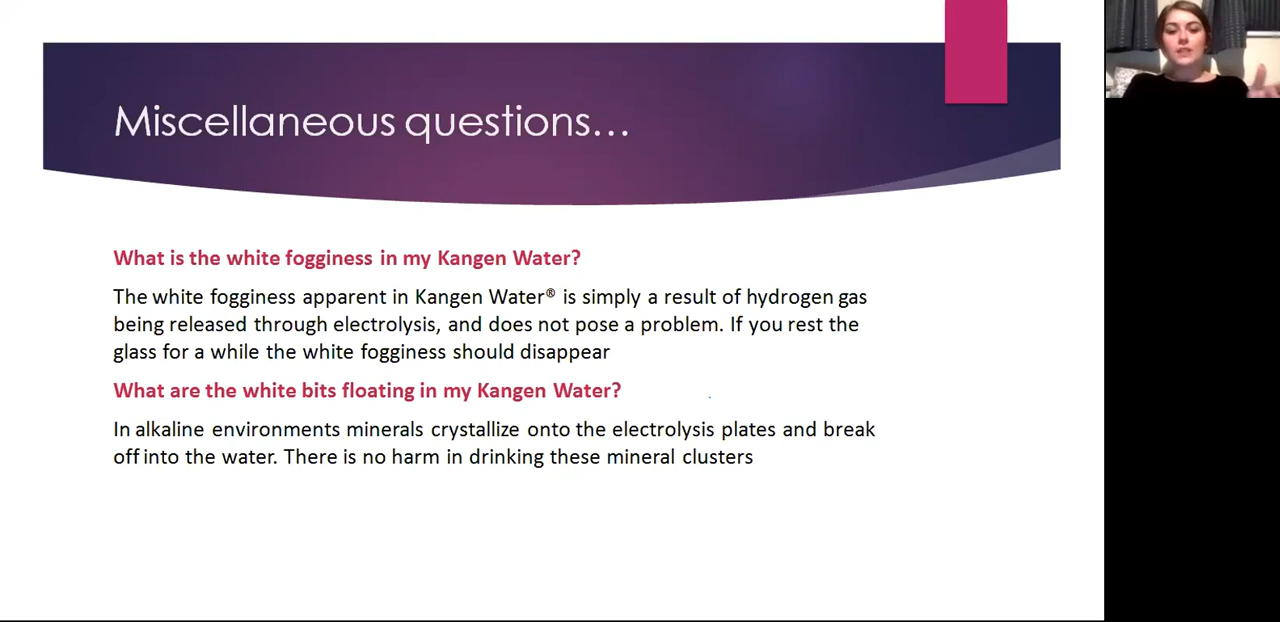 Miscellaneous questions...
What is the white fogginess in my Kangen Water?
The white fogginess apparent in Kangen Water® is simply a result of hydrogen gas
being released through electrolysis, and does not pose a problem. If you rest the
glass for a while the white fogginess should disappear
What are the white bits floating in my Kangen Water?
In alkaline environments minerals crystallize onto the electrolysis plates and break
off into the water. There is no harm in drinking these mineral clusters